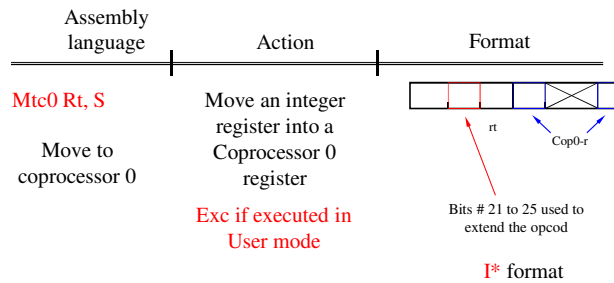 Assembly language
Action
Format
Mtc0 Rt, S
Move to
coprocessor 0
Move an integer
register into a
Coprocessor 0
register
Exc if executed in
User mode
rt
Cop0-r
Bits # 21 to 25 used to
extend the opcod
I* format